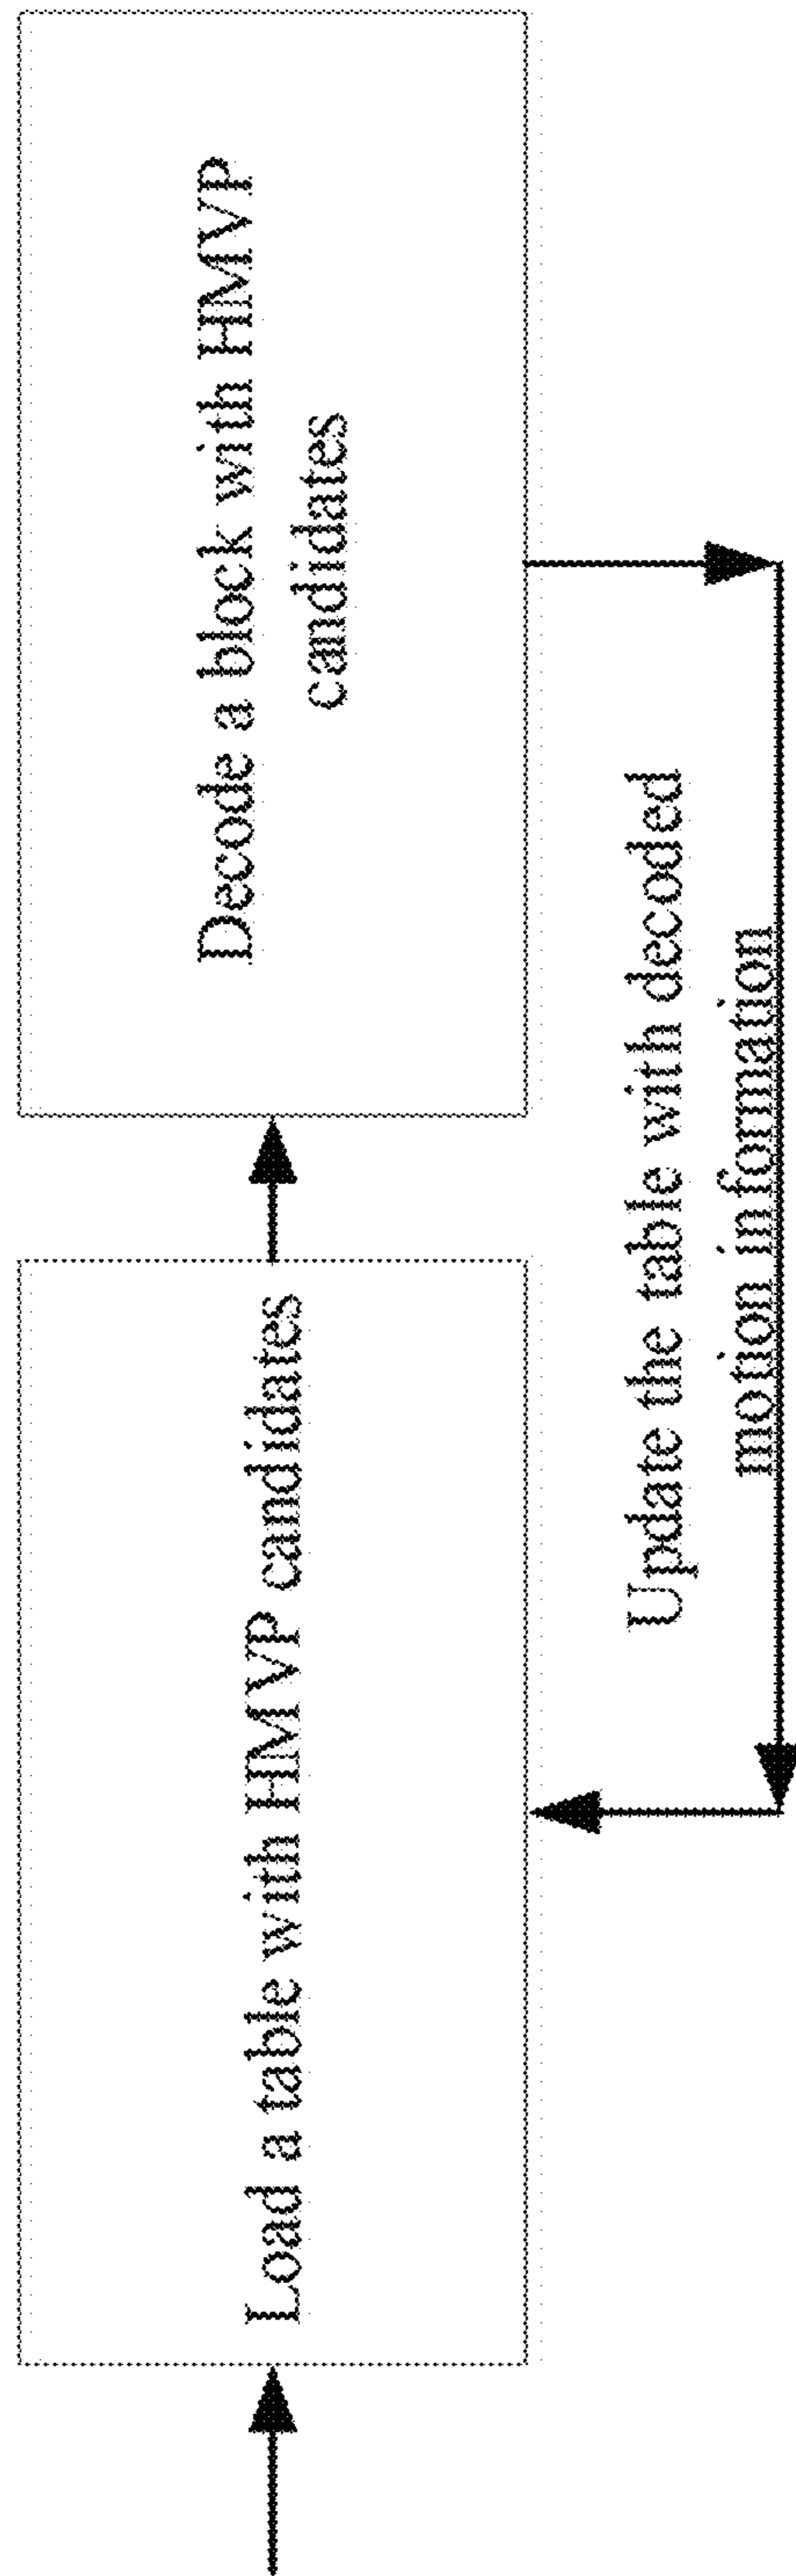 Load a table with HMVP candidates
Decode a block with HMVP
candidates
Update the table with decoded
motion information